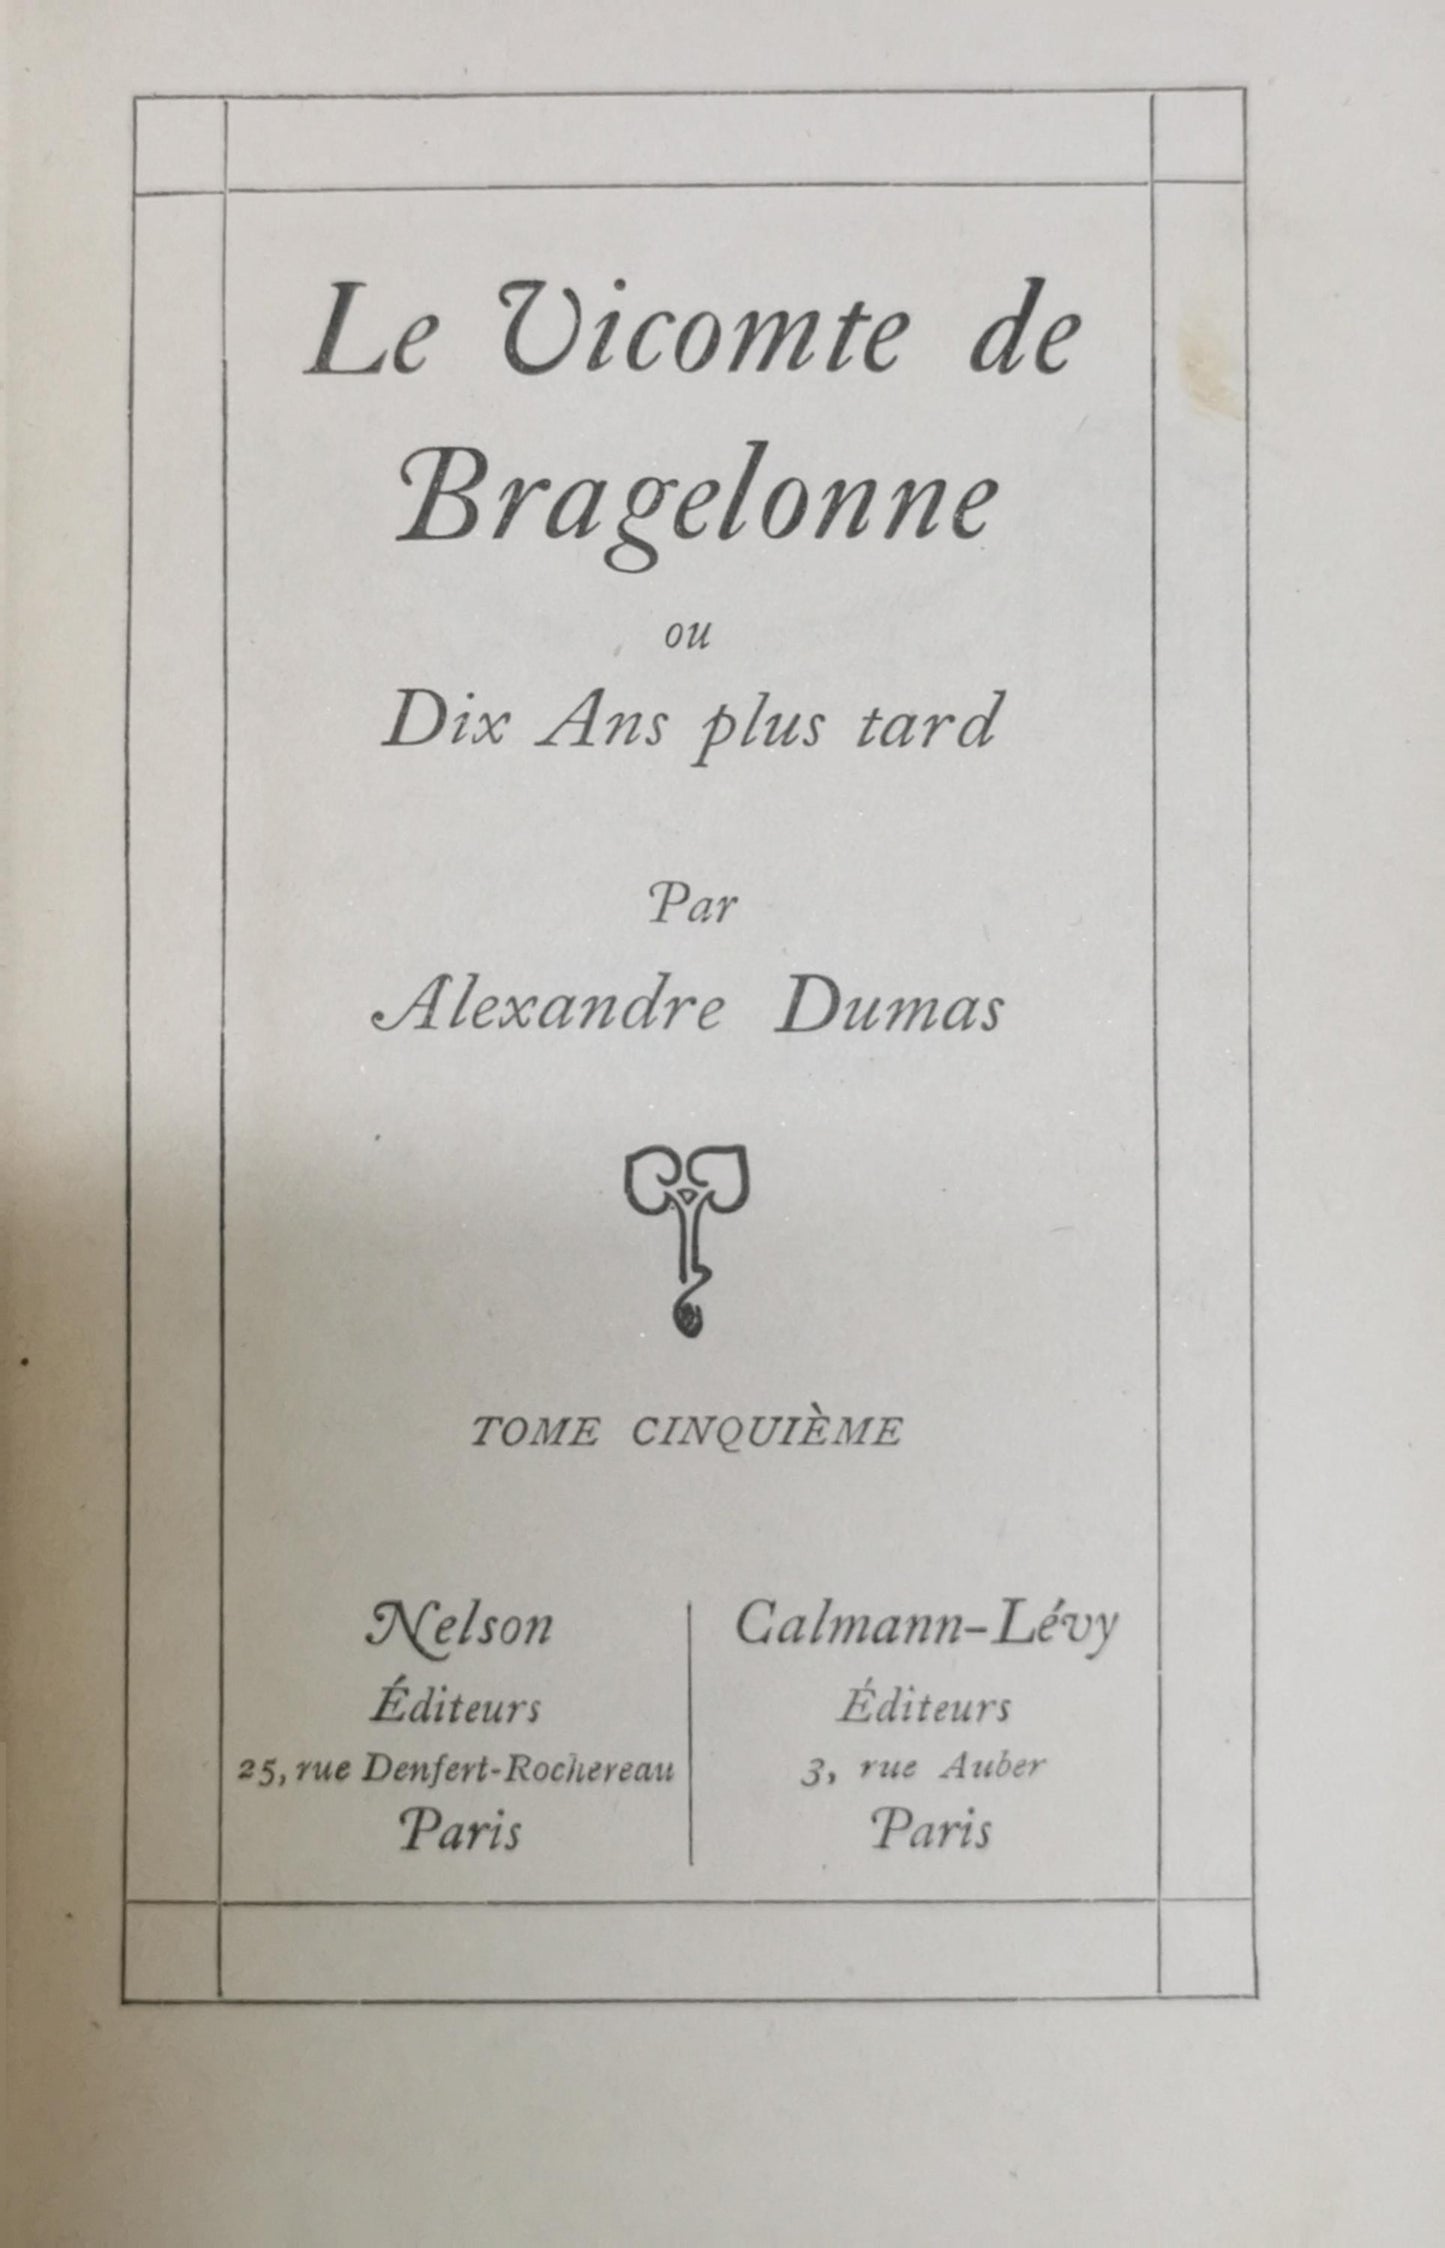 Le Vicomte de
Bragelonne
ou
Dix Ans plus tard
Par
Alexandre Dumas
TOME CINQUIÈME
Nelson
Éditeurs
25, rue Denfert-Rochereau
Paris
Calmann-Lévy
Éditeurs
3, rue Auber
Paris